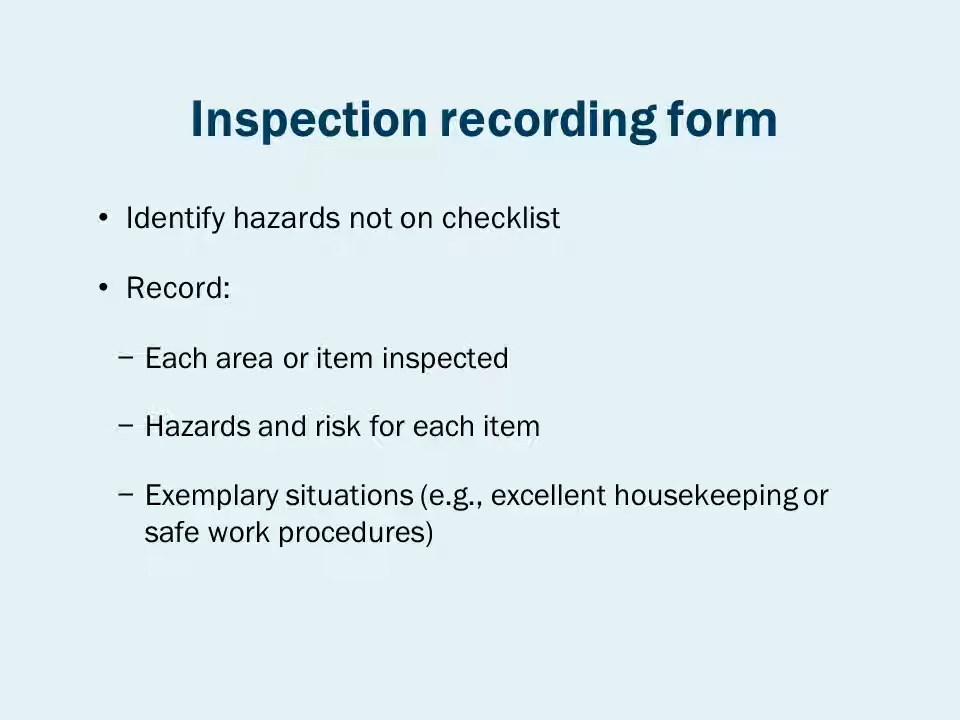 Inspection recording form
• Identify hazards not on checklist
• Record:
− Each area or item inspected
− Hazards and risk for each item
− Exemplary situations (e.g., excellent housekeeping or
safe work procedures)